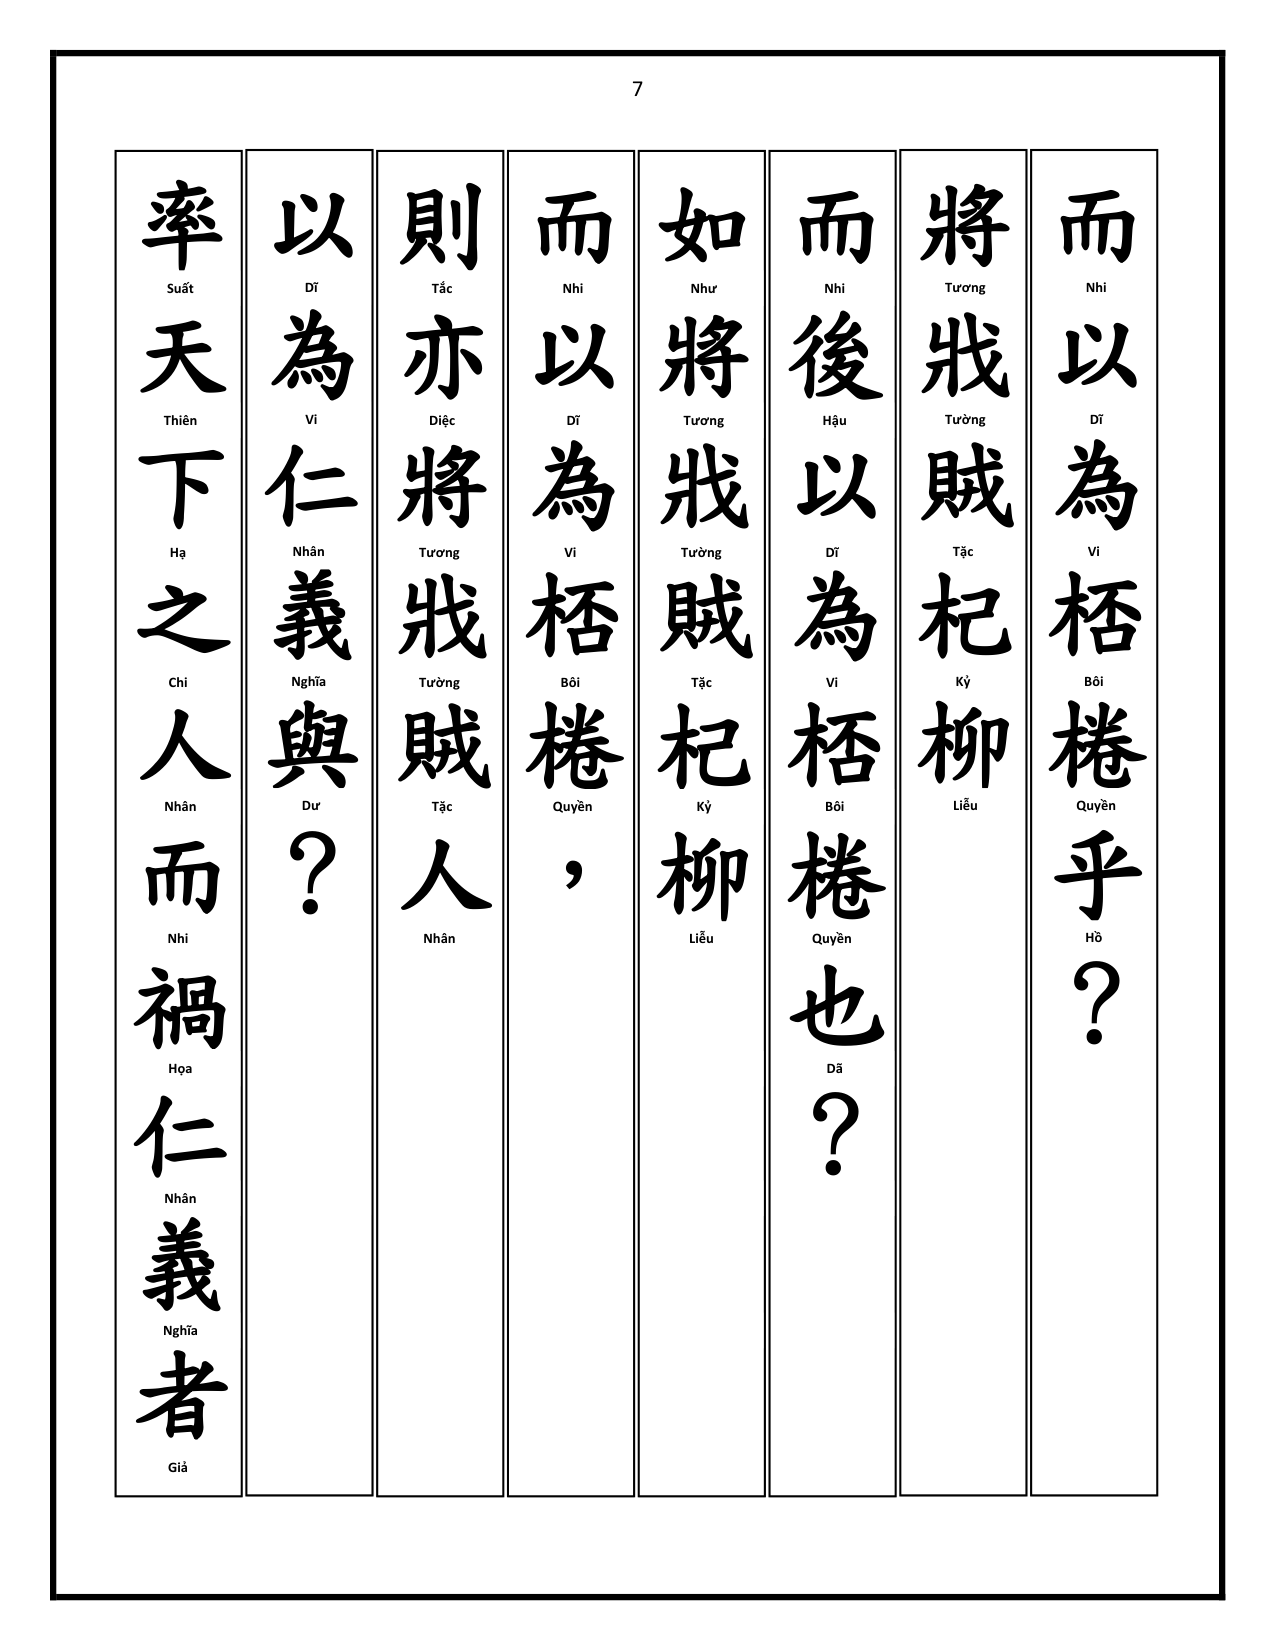 7
而以為桮棬乎？
Nhi Dĩ Vi Bôi Quyền Hồ
將戕賊杞柳
Tương Tường Tặc Kỷ Liễu
而後以為桮棬也？
Nhi Hậu Dĩ Vi Bôi Quyền Dã
如將戕賊杞柳
Như Tương Tường Tặc Kỷ Liễu
而以為桮棬，
Nhi Dĩ Vi Bôi Quyền
則亦將戕賊人
Tắc Diệc Tương Tường Tặc Nhân
以為仁義與？
Dĩ Vi Nhân Nghĩa Dư
率天下之人而禍仁義者
Suất Thiên Hạ Chi Nhân Nhi Họa Nhân Nghĩa Giả